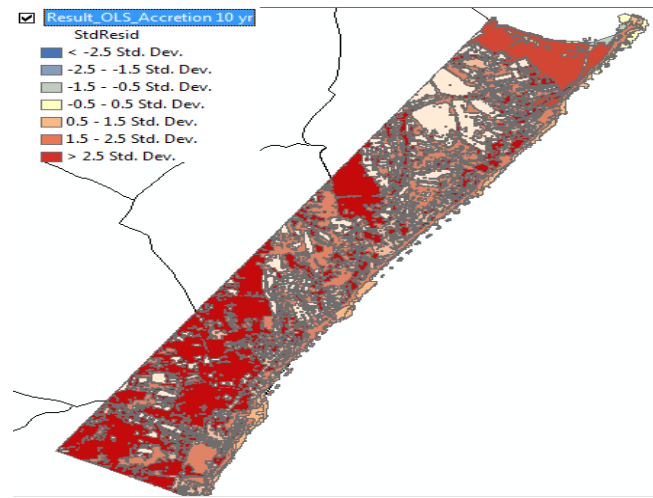 Result_OLS_Accretion 10 yr
StdResid
< -2.5 Std. Dev.
-2.5 - -1.5 Std. Dev.
-1.5 - -0.5 Std. Dev.
-0.5 - 0.5 Std. Dev.
0.5 - 1.5 Std. Dev.
1.5 - 2.5 Std. Dev.
> 2.5 Std. Dev.